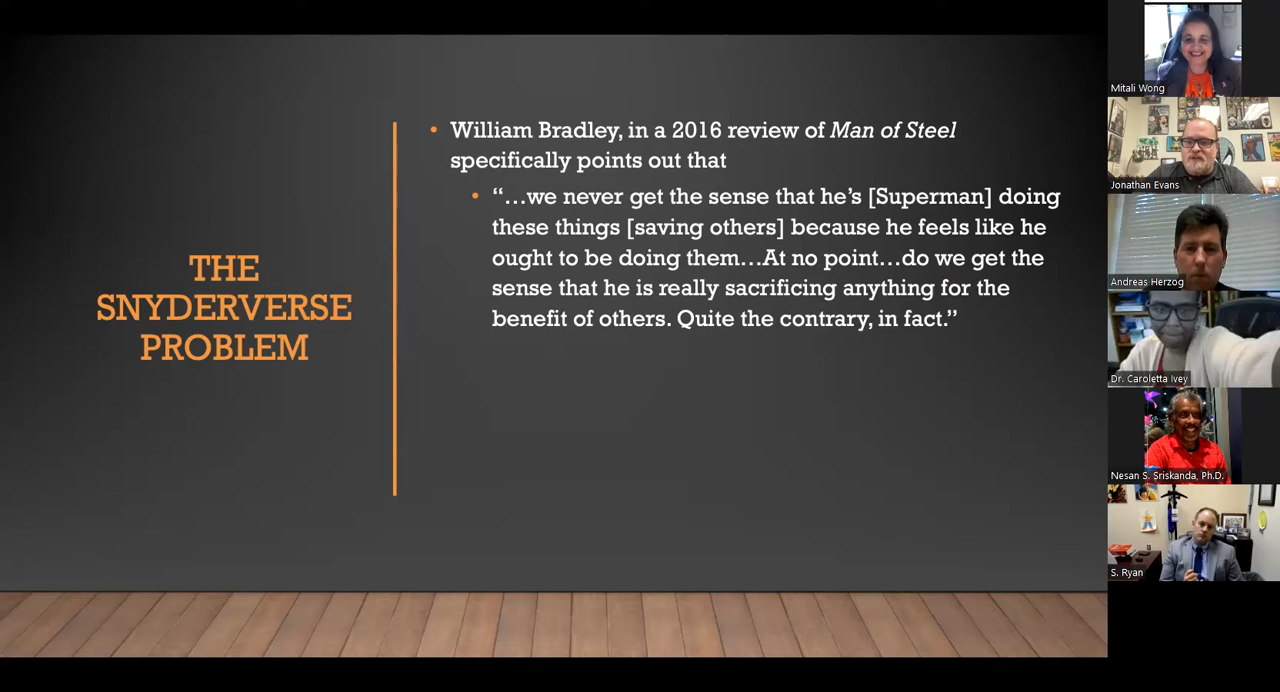 THE
SNYDERVERSE
PROBLEM
• William Bradley, in a 2016 review of Man of Steel
specifically points out that
• “…we never get the sense that he’s [Superman] doing
these things [saving others] because he feels like he
ought to be doing them…At no point…do we get the
sense that he is really sacrificing anything for the
benefit of others. Quite the contrary, in fact.”
Mitali Wong
Jonathan Evans
Andreas Herzog
Dr. Caroletta Ivey
Nesan S. Sriskanda, Ph.D.
S. Ryan